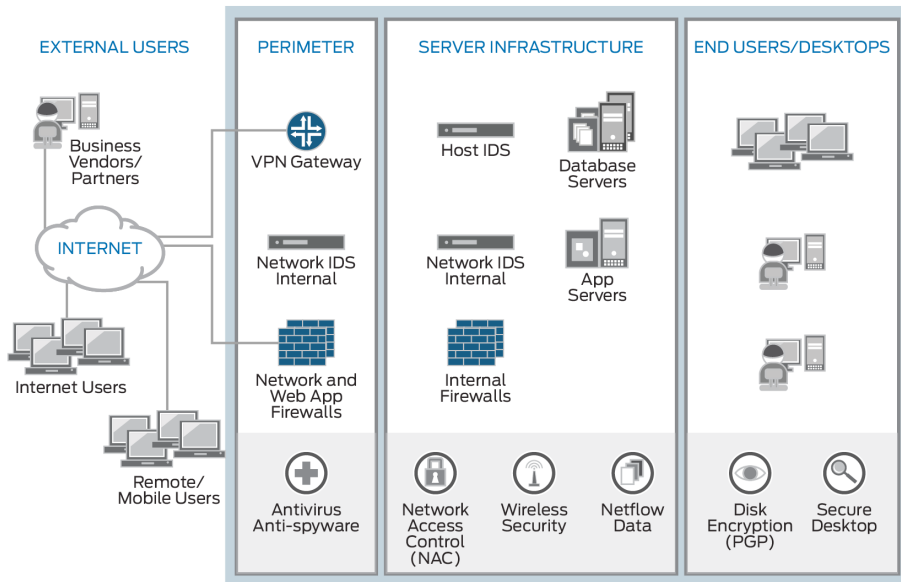 EXTERNAL USERS
Business
Vendors/
Partners
INTERNET
Internet Users
Remote/
Mobile Users
PERIMETER
VPN Gateway
Network IDS
Internal
Network and
Web App
Firewalls
Antivirus
Anti-spyware
SERVER INFRASTRUCTURE
Host IDS
Database
Servers
Network IDS
Internal
App
Servers
Internal
Firewalls
Network
Access
Control
(NAC)
Wireless
Security
Netflow
Data
END USERS/DESKTOPS
Disk
Encryption
(PGP)
Secure
Desktop